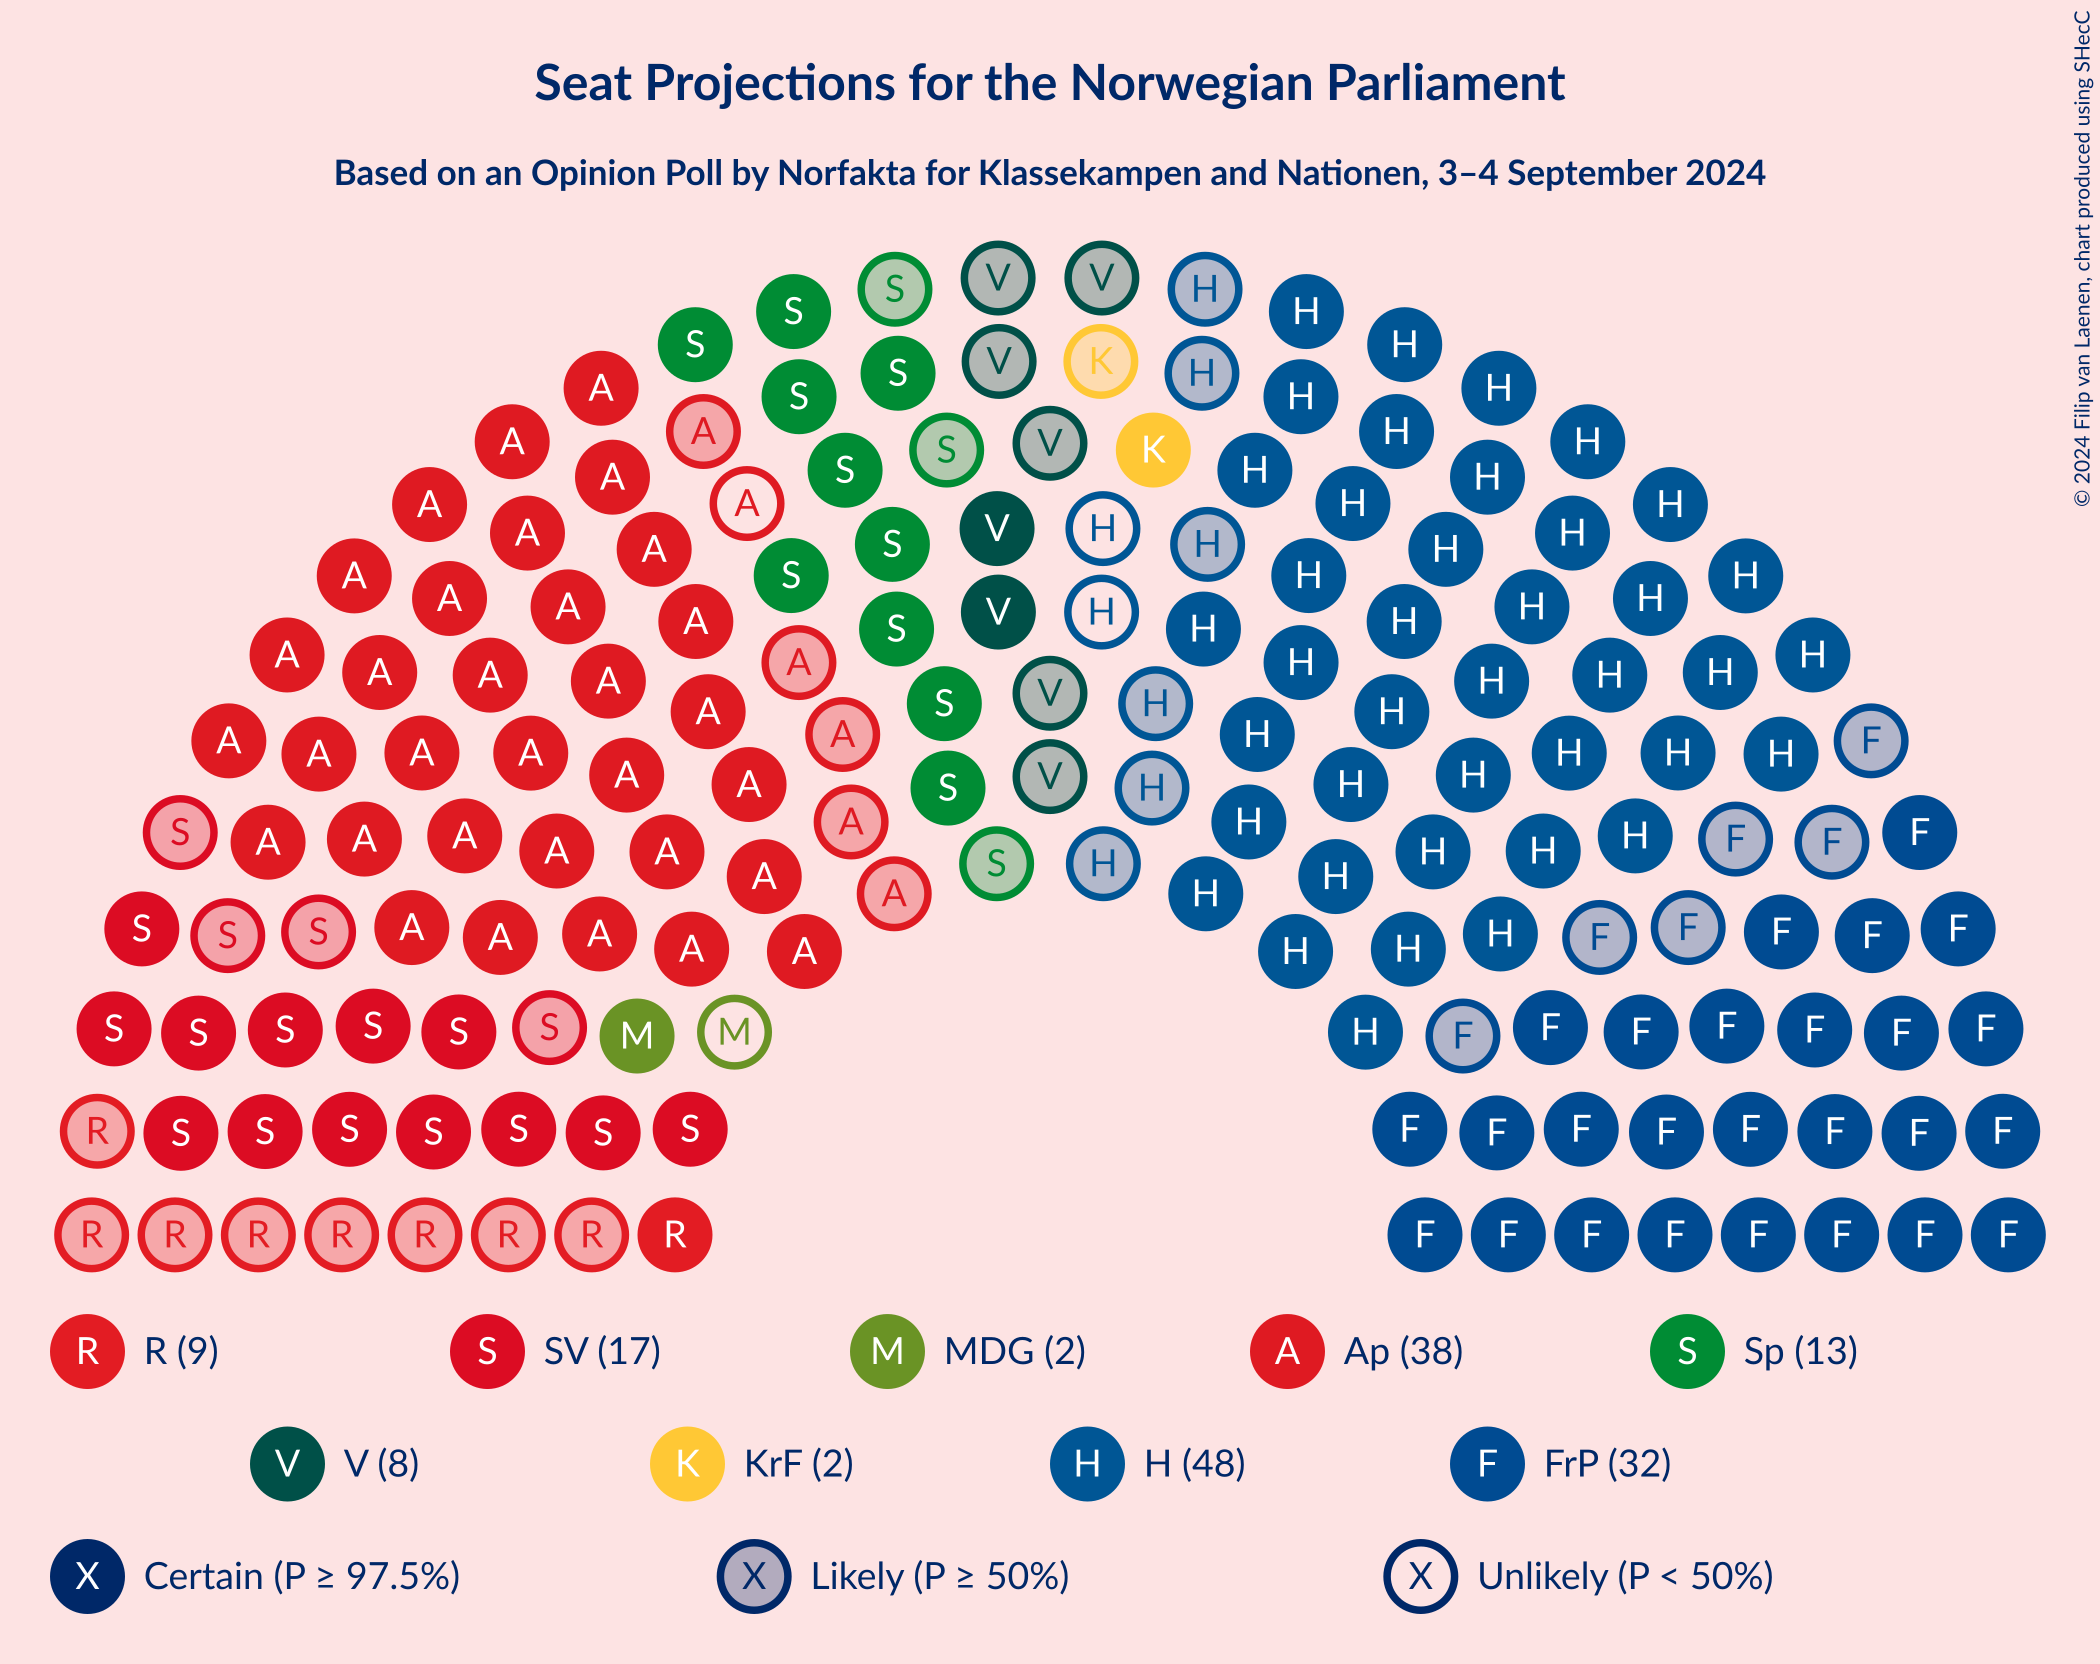 Seat Projections for the Norwegian Parliament
Based on an Opinion Poll by Norfakta for Klassekampen and Nationen, 3–4 September 2024
© 2024 Filip van Laenen, chart produced using SHecC
S V V H
S H
S H
S V K H
A S H H
A S H
A S V K H
A H
A A S H
A A V H H H
A A S H H
A A S V H H H
A A S H H
A A A S H H H
A A A S V H H H H
A A A A S V H H H H F
S A A A A A A A S V H H H H H H F F F
S S S A A A A A A S H H H H H F F F F F
S S S S S S M M H F F F F F F F
R S S S S S S S F F F F F F F F
R R R R R R R R F F F F F F F F
R R (9) S SV (17) M MDG (2) A Ap (38) S Sp (13)
V V (8) K KrF (2) H H (48) F FrP (32)
X Certain (P ≥ 97.5%) X Likely (P ≥ 50%) X Unlikely (P < 50%)